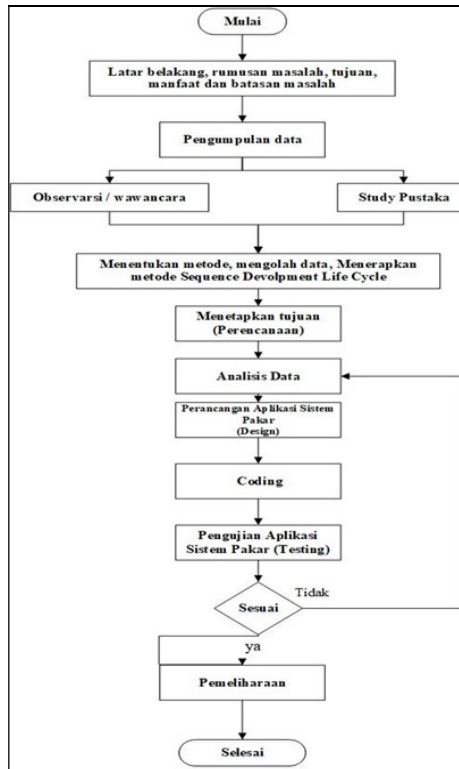 Mulai
Latar belakang, rumusan masalah, tujuan,
manfaat dan batasan masalah
Pengumpulan data
Observarsi / wawancara
Study Pustaka
Menentukan metode, mengolah data, Menerapkan
metode Sequence Devolpment Life Cycle
Menetapkan tujuan
(Perencanaan)
Analisis Data
Perancangan Aplikasi Sistem
Pakar
(Design)
Coding
Pengujian Aplikasi
Sistem Pakar (Testing)
Sesuai
Tidak
ya
Pemeliharaan
Selesai